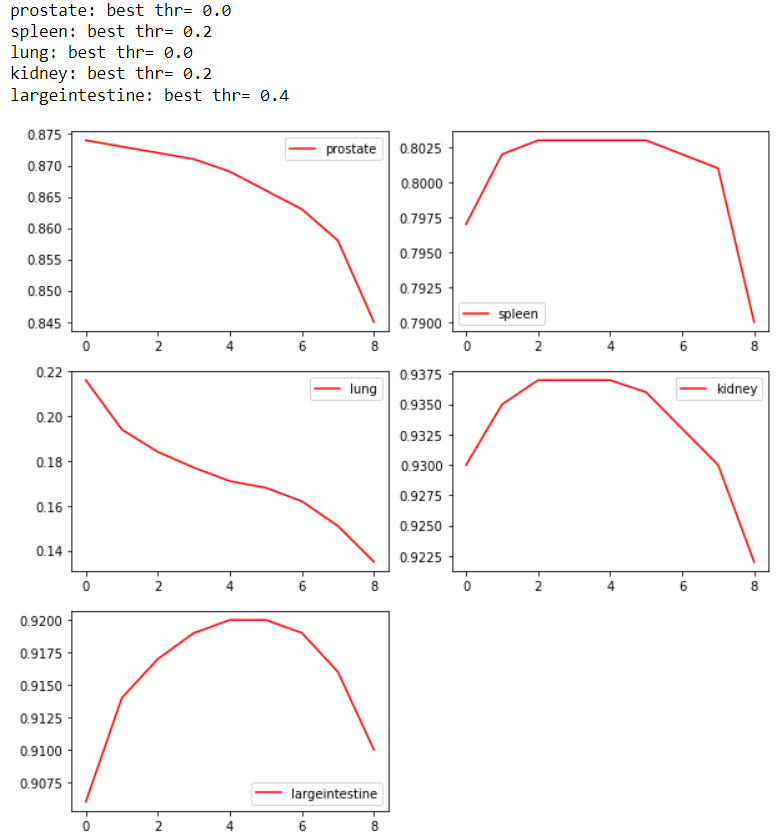 prostate: best thr= 0.0
spleen: best thr= 0.2
lung: best thr= 0.0
kidney: best thr= 0.2
largeintestine: best thr= 0.4
0.875
0.870
0.865
0.860
0.855
0.850
0.845
0 2 4 6 8
prostate
0.8025
0.8000
0.7975
0.7950
0.7925
0.7900
0 2 4 6 8
spleen
0.22
0.20
0.18
0.16
0.14
0 2 4 6 8
lung
0.9375
0.9350
0.9325
0.9300
0.9275
0.9250
0.9225
0 2 4 6 8
kidney
0.9200
0.9175
0.9150
0.9125
0.9100
0.9075
0 2 4 6 8
largeintestine